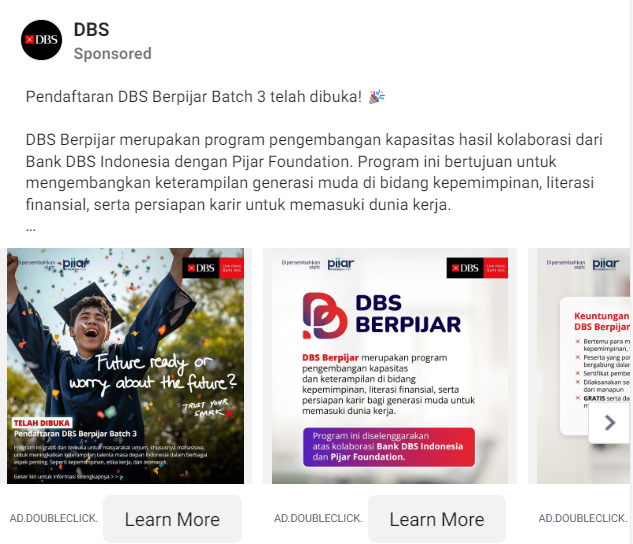 DBS
DBS
Sponsored
Pendaftaran DBS Berpijar Batch 3 telah dibuka! 🎉
DBS Berpijar merupakan program pengembangan kapasitas hasil kolaborasi dari
Bank DBS Indonesia dengan Pijar Foundation. Program ini bertujuan untuk
mengembangkan keterampilan generasi muda di bidang kepemimpinan, literasi
finansial, serta persiapan karir untuk memasuki dunia kerja.
...
Dipersembahkan
oleh:
pijar
FOUNDATION
DBS
Live more,
Bank less
Future ready or
worry about the future?
TRUST YOUR
SPARK
TELAH DIBUKA
Pendaftaran DBS Berpijar Batch 3
Program ini gratis dan terbuka untuk masyarakat umum, khususnya mahasiswa,
untuk meningkatkan keterampilan talenta masa depan Indonesia dalam berbagai
aspek penting. Seperti kepemimpinan, etika kerja, dan teamwork.
Geser kiri untuk informasi selengkapnya > > >
AD.DOUBLECLICK.
Learn More
Dipersembahkan
oleh:
pijar
FOUNDATION
DBS
Live more,
Bank less
DBS
BERPIJAR
DBS Berpijar merupakan program
pengembangan kapasitas
dan keterampilan di bidang
kepemimpinan, literasi finansial, serta
persiapan karir bagi generasi muda untuk
memasuki dunia kerja.
Program ini diselenggarakan
atas kolaborasi Bank DBS Indonesia
dan Pijar Foundation.
AD.DOUBLECLICK.
Learn More
Dipersembahkan
oleh:
pijar
FOUNDATION
Keuntungan
DBS Berpijar
Bertemu para m
kepemimpinan,
Peserta yang po
bergabung dalam
Sertifikat pembe
Dilaksanakan se
dari manapun
GRATIS serta da
AD.DOUBLECLICK.